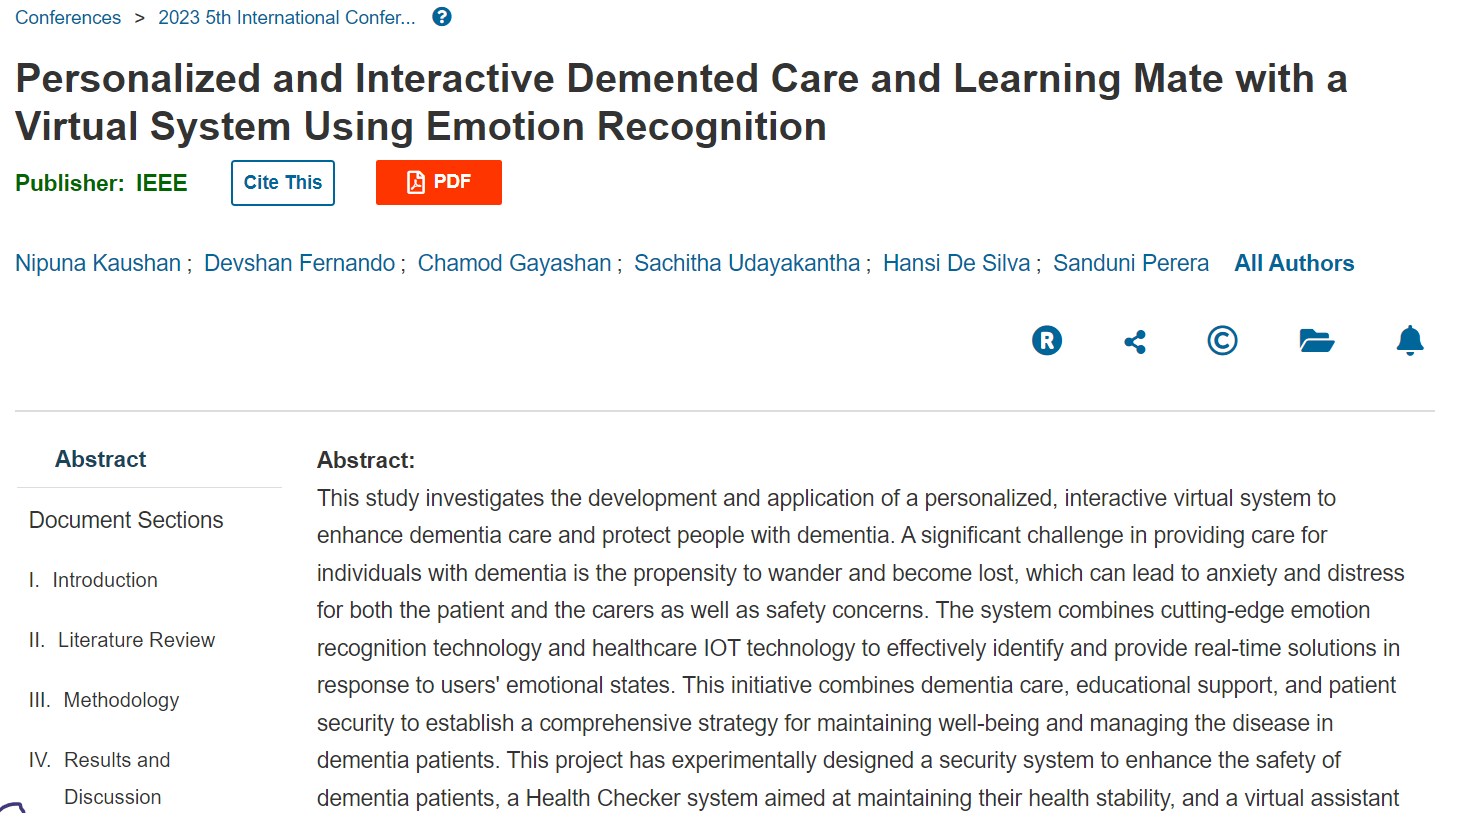 Conferences > 2023 5th International Confer... ?
Personalized and Interactive Demented Care and Learning Mate with a
Virtual System Using Emotion Recognition
Publisher: IEEE Cite This PDF
Nipuna Kaushan ; Devshan Fernando ; Chamod Gayashan ; Sachitha Udayakantha ; Hansi De Silva ; Sanduni Perera All Authors
R ©
Abstract
Document Sections
I. Introduction
II. Literature Review
III. Methodology
IV. Results and
Discussion
Abstract:
This study investigates the development and application of a personalized, interactive virtual system to
enhance dementia care and protect people with dementia. A significant challenge in providing care for
individuals with dementia is the propensity to wander and become lost, which can lead to anxiety and distress
for both the patient and the carers as well as safety concerns. The system combines cutting-edge emotion
recognition technology and healthcare IOT technology to effectively identify and provide real-time solutions in
response to users' emotional states. This initiative combines dementia care, educational support, and patient
security to establish a comprehensive strategy for maintaining well-being and managing the disease in
dementia patients. This project has experimentally designed a security system to enhance the safety of
dementia patients, a Health Checker system aimed at maintaining their health stability, and a virtual assistant